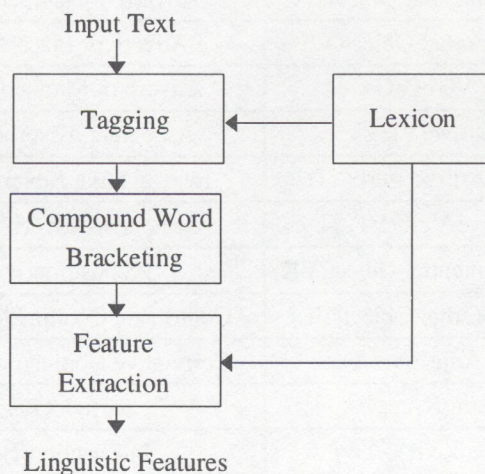 Input Text
Tagging
Lexicon
Compound Word
Bracketing
Feature
Extraction
Linguistic Features